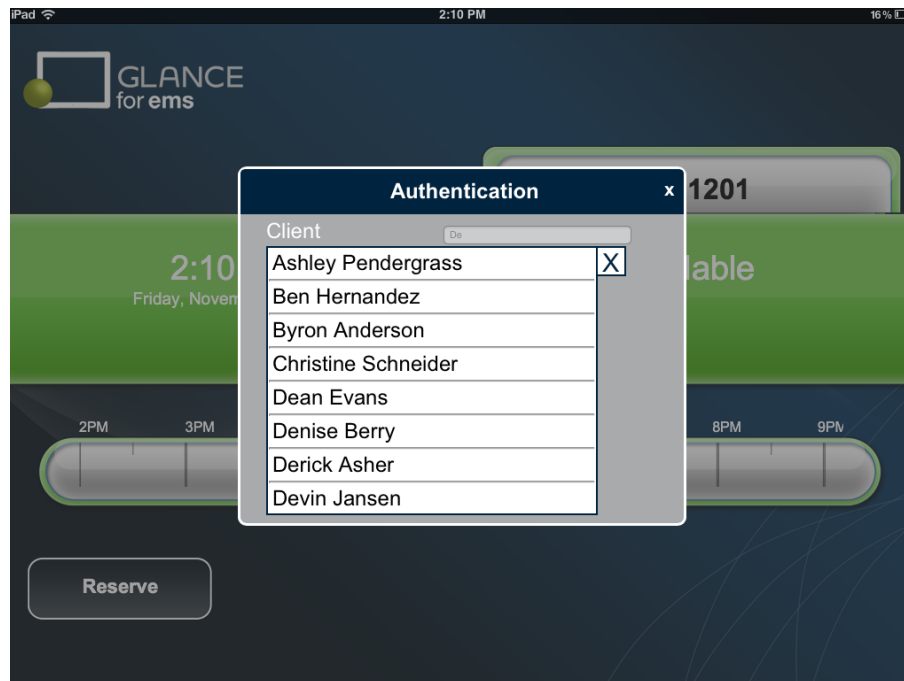 iPad 2:10 PM 16%
GLANCE
for ems
Authentication x 1201
Client De
Ashley Pendergrass X
2:10 lable
Ben Hernandez
Friday, Novem
Byron Anderson
Christine Schneider
Dean Evans
2PM 3PM 8PM 9PM
Denise Berry
Derick Asher
Devin Jansen
Reserve